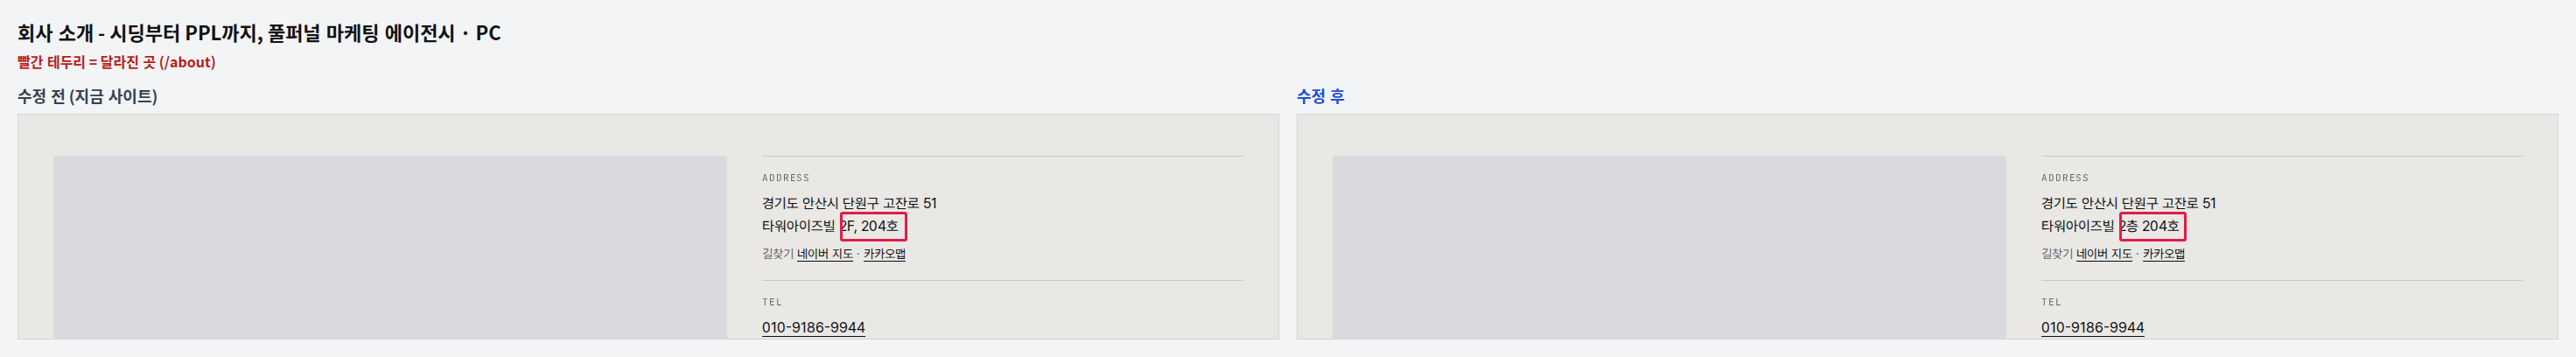 회사 소개 - 시딩부터 PPL까지, 풀퍼널 마케팅 에이전시 · PC
빨간 테두리 = 달라진 곳 (/about)
수정 전 (지금 사이트)
ADDRESS
경기도 안산시 단원구 고잔로 51
타워아이즈빌 2F, 204호
길찾기 네이버 지도 · 카카오맵
TEL
010-9186-9944
수정 후
ADDRESS
경기도 안산시 단원구 고잔로 51
타워아이즈빌 2층 204호
길찾기 네이버 지도 · 카카오맵
TEL
010-9186-9944